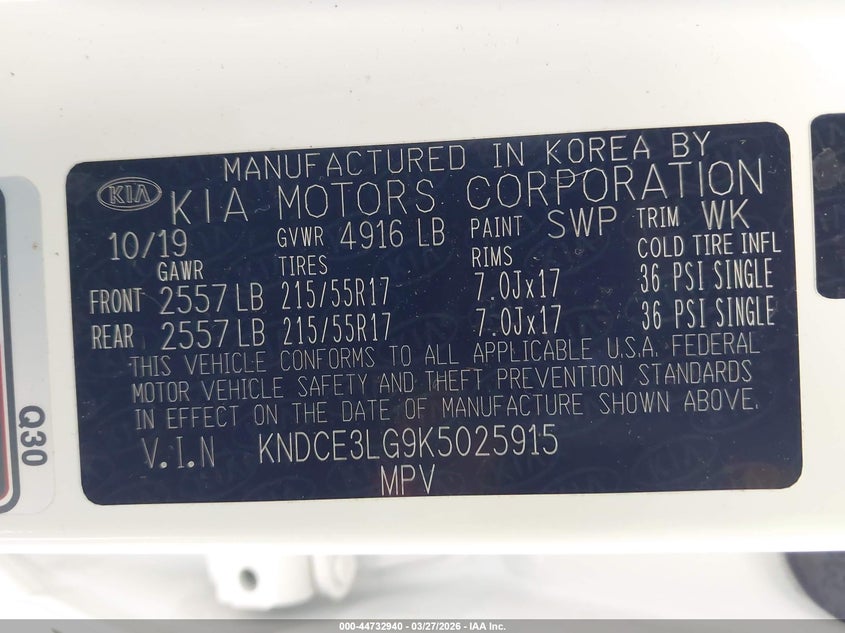 MANUFACTURED IN KOREA BY
KIA KIA MOTORS CORPORATION
10/19 GVWR 4916 LB PAINT SWP TRIM WK
GAWR TIRES RIMS COLD TIRE INFL
FRONT 2557 LB 215/55R17 7.0Jx17 36 PSI SINGLE
REAR 2557 LB 215/55R17 7.0Jx17 36 PSI SINGLE
THIS VEHICLE CONFORMS TO ALL APPLICABLE U.S.A. FEDERAL
MOTOR VEHICLE SAFETY AND THEFT PREVENTION STANDARDS
IN EFFECT ON THE DATE OF MANUFACTURE SHOWN ABOVE.
V.I.N KNDCE3LG9K5025915
MPV
Q30
000-44732940 - 03/27/2026 - IAA Inc.